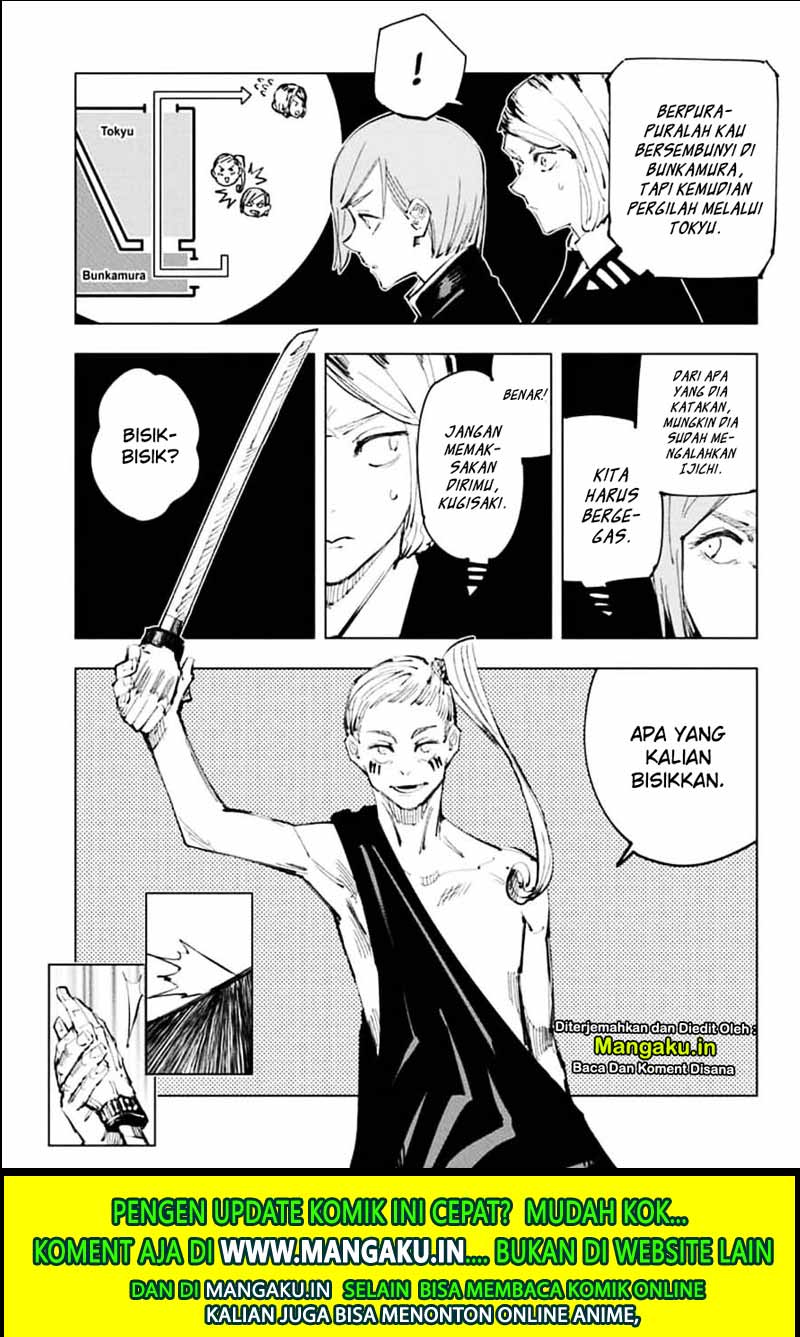 BERPURA-
PURALAH KAU
BERSEMBUNYI DI
BUNKAMURA,
TAPI KEMUDIAN
PERGILAH MELALUI
TOKYU.
!
Tokyu
Bunkamura
DARI APA
YANG DIA
KATAKAN,
MUNGKIN DIA
SUDAH ME-
NGALAHKAN
IJICHI.
KITA
HARUS
BERGE-
GAS.
BENAR!
JANGAN
MEMAK-
SAKAN
DIRIMU,
KUGISAKI.
BISIK-
BISIK?
APA YANG
KALIAN
BISIKKAN.
Diterjemahkan dan Diedit Oleh :
Mangaku.in
Baca Dan Koment Disana
PENGEN UPDATE KOMIK INI CEPAT? MUDAH KOK...
KOMENT AJA DI WWW.MANGAKU.IN.... BUKAN DI WEBSITE LAIN
DAN DI MANGAKU.IN SELAIN BISA MEMBACA KOMIK ONLINE
KALIAN JUGA BISA MENONTON ONLINE ANIME,